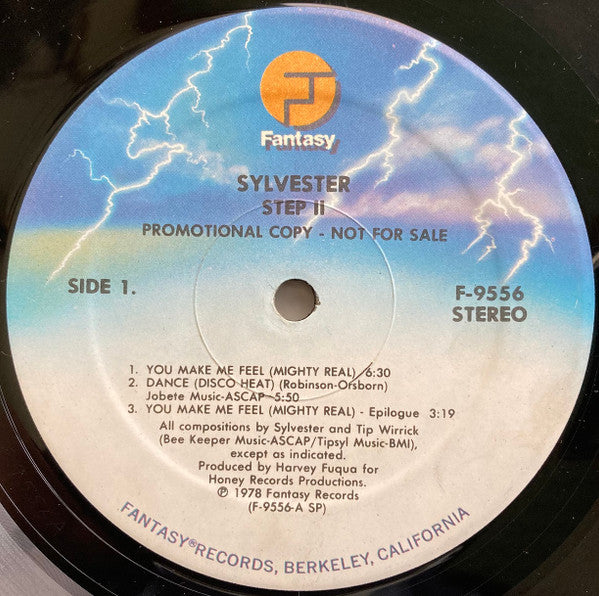 Fantasy
SYLVESTER
STEP II
PROMOTIONAL COPY - NOT FOR SALE
SIDE 1.
F-9556
STEREO
1. YOU MAKE ME FEEL (MIGHTY REAL) 6:30
2. DANCE (DISCO HEAT) (Robinson-Orsborn)
Jobete Music-ASCAP 5:50
3. YOU MAKE ME FEEL (MIGHTY REAL) - Epilogue 3:19
All compositions by Sylvester and Tip Wirrick
(Bee Keeper Music-ASCAP/Tipsyl Music-BMI),
except as indicated.
Produced by Harvey Fuqua for
Honey Records Productions.
℗ 1978 Fantasy Records
(F-9556-A SP)
FANTASY®RECORDS, BERKELEY, CALIFORNIA